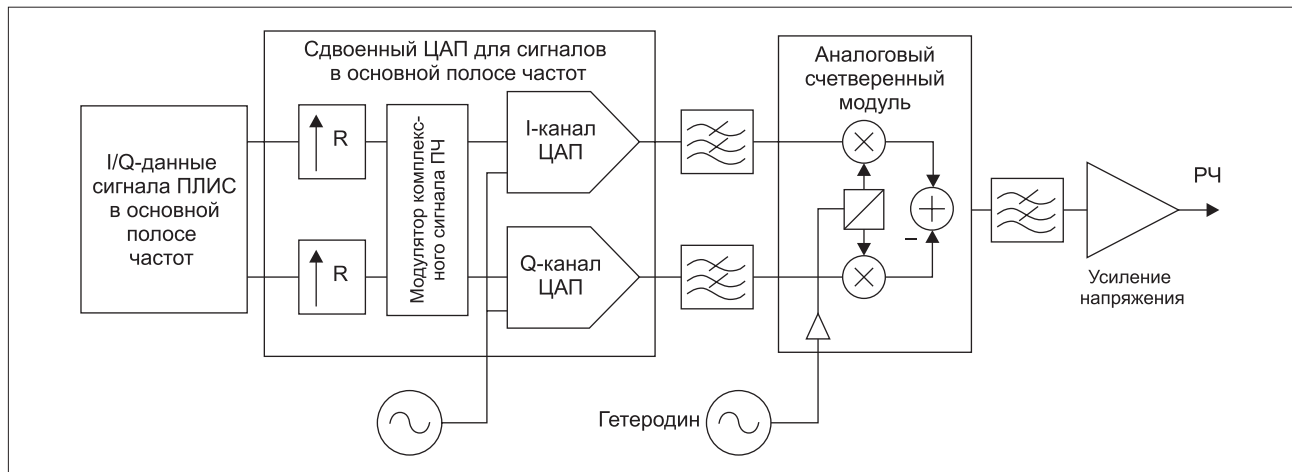 Сдвоенный ЦАП для сигналов
в основной полосе частот
Аналоговый
счетверенный
модуль
I/Q-данные
сигнала ПЛИС
в основной
полосе
частот
R
R
Модулятор комплекс-
ного сигнала ПЧ
I-канал
ЦАП
Q-канал
ЦАП
РЧ
Усиление
напряжения
Гетеродин